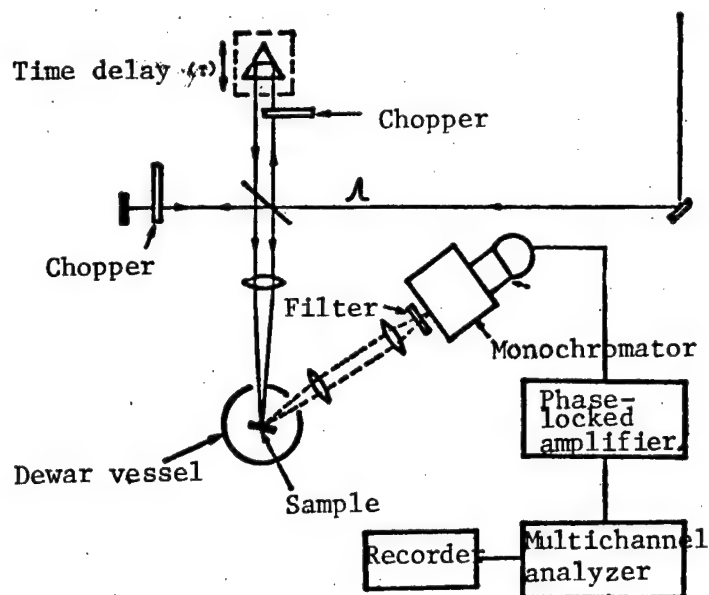 Time delay (τ)
Chopper
Chopper
Filter
Monochromator
Phase-
locked
amplifier
Dewar vessel
Sample
Recorder
Multichannel
analyzer